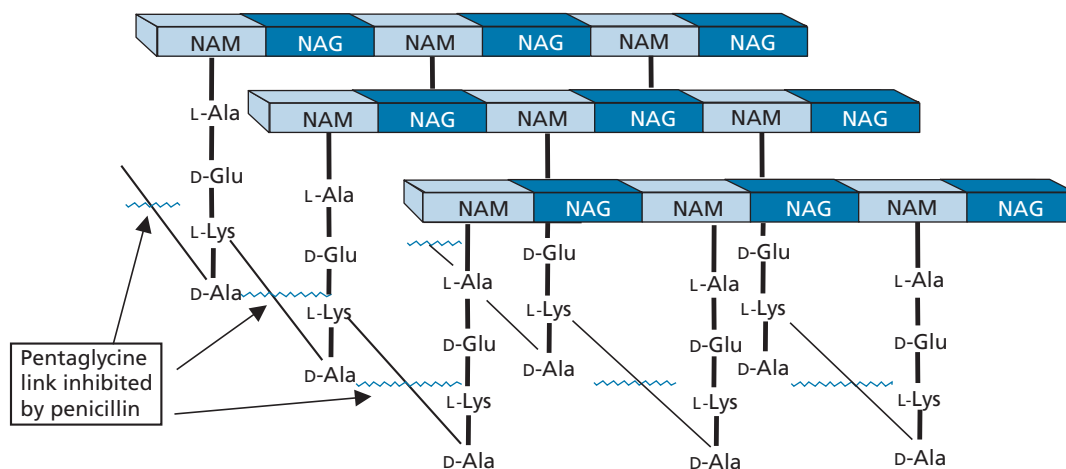 NAM NAG NAM NAG NAM NAG
L-Ala
NAM NAG NAM NAG NAM NAG
D-Glu
L-Ala
NAM NAG NAM NAG NAM NAG
L-Lys
D-Glu D-Glu D-Glu
L-Ala L-Ala L-Ala
D-Ala
L-Lys L-Lys L-Lys
D-Glu D-Glu D-Glu
D-Ala D-Ala D-Ala
L-Lys L-Lys L-Lys
D-Ala D-Ala D-Ala
Pentaglycine
link inhibited
by penicillin